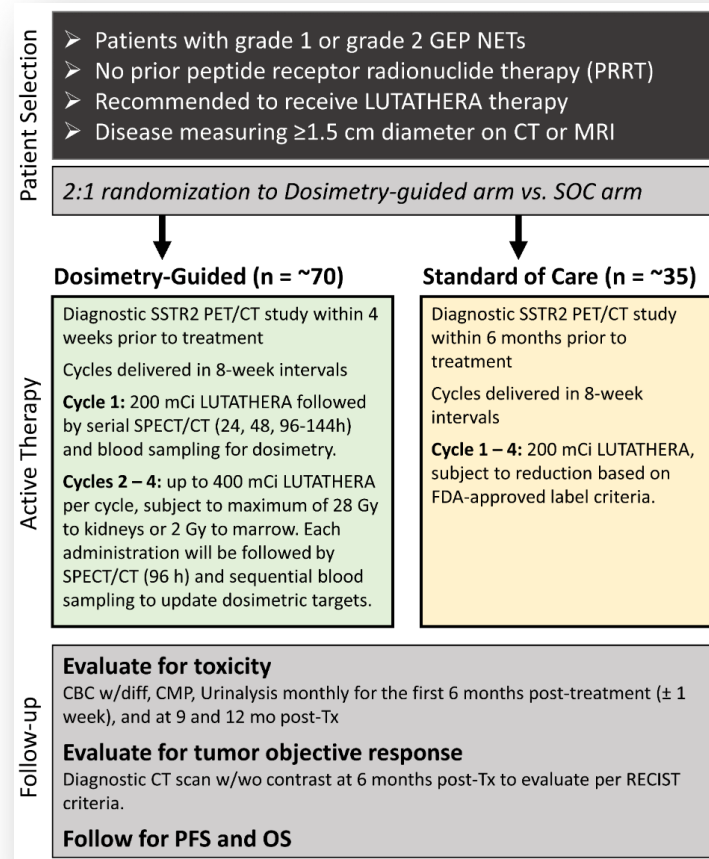 Patient Selection
➢ Patients with grade 1 or grade 2 GEP NETs
➢ No prior peptide receptor radionuclide therapy (PRRT)
➢ Recommended to receive LUTATHERA therapy
➢ Disease measuring ≥1.5 cm diameter on CT or MRI
2:1 randomization to Dosimetry-guided arm vs. SOC arm
Active Therapy
Dosimetry-Guided (n = ~70)
Diagnostic SSTR2 PET/CT study within 4
weeks prior to treatment
Cycles delivered in 8-week intervals
Cycle 1: 200 mCi LUTATHERA followed
by serial SPECT/CT (24, 48, 96-144h)
and blood sampling for dosimetry.
Cycles 2 – 4: up to 400 mCi LUTATHERA
per cycle, subject to maximum of 28 Gy
to kidneys or 2 Gy to marrow. Each
administration will be followed by
SPECT/CT (96 h) and sequential blood
sampling to update dosimetric targets.
Standard of Care (n = ~35)
Diagnostic SSTR2 PET/CT study
within 6 months prior to
treatment
Cycles delivered in 8-week
intervals
Cycle 1 – 4: 200 mCi LUTATHERA,
subject to reduction based on
FDA-approved label criteria.
Follow-up
Evaluate for toxicity
CBC w/diff, CMP, Urinalysis monthly for the first 6 months post-treatment (± 1
week), and at 9 and 12 mo post-Tx
Evaluate for tumor objective response
Diagnostic CT scan w/wo contrast at 6 months post-Tx to evaluate per RECIST
criteria.
Follow for PFS and OS